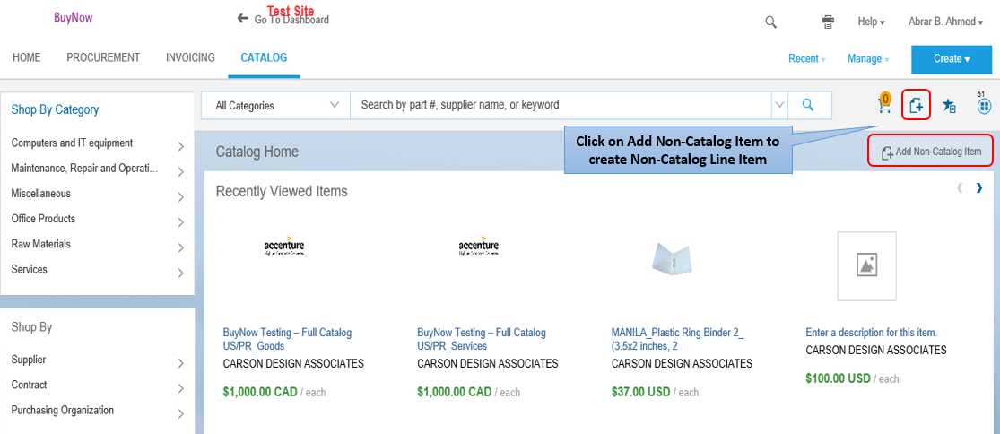 BuyNow
Test Site
Go To Dashboard
Help
Abrar B. Ahmed
HOME
PROCUREMENT
INVOICING
CATALOG
Recent
Manage
Create
Shop By Category
All Categories
Search by part #, supplier name, or keyword
0
51
Computers and IT equipment
Maintenance, Repair and Operati...
Miscellaneous
Office Products
Raw Materials
Services
Click on Add Non-Catalog Item to
create Non-Catalog Line Item
Catalog Home
Add Non-Catalog Item
Recently Viewed Items
accenture
accenture
BuyNow Testing – Full Catalog
US/PR_Goods
CARSON DESIGN ASSOCIATES
$1,000.00 CAD / each
BuyNow Testing – Full Catalog
US/PR_Services
CARSON DESIGN ASSOCIATES
$1,000.00 CAD / each
MANILA_Plastic Ring Binder 2_
(3.5x2 inches, 2
CARSON DESIGN ASSOCIATES
$37.00 USD / each
Enter a description for this item.
CARSON DESIGN ASSOCIATES
$100.00 USD / each
Shop By
Supplier
Contract
Purchasing Organization